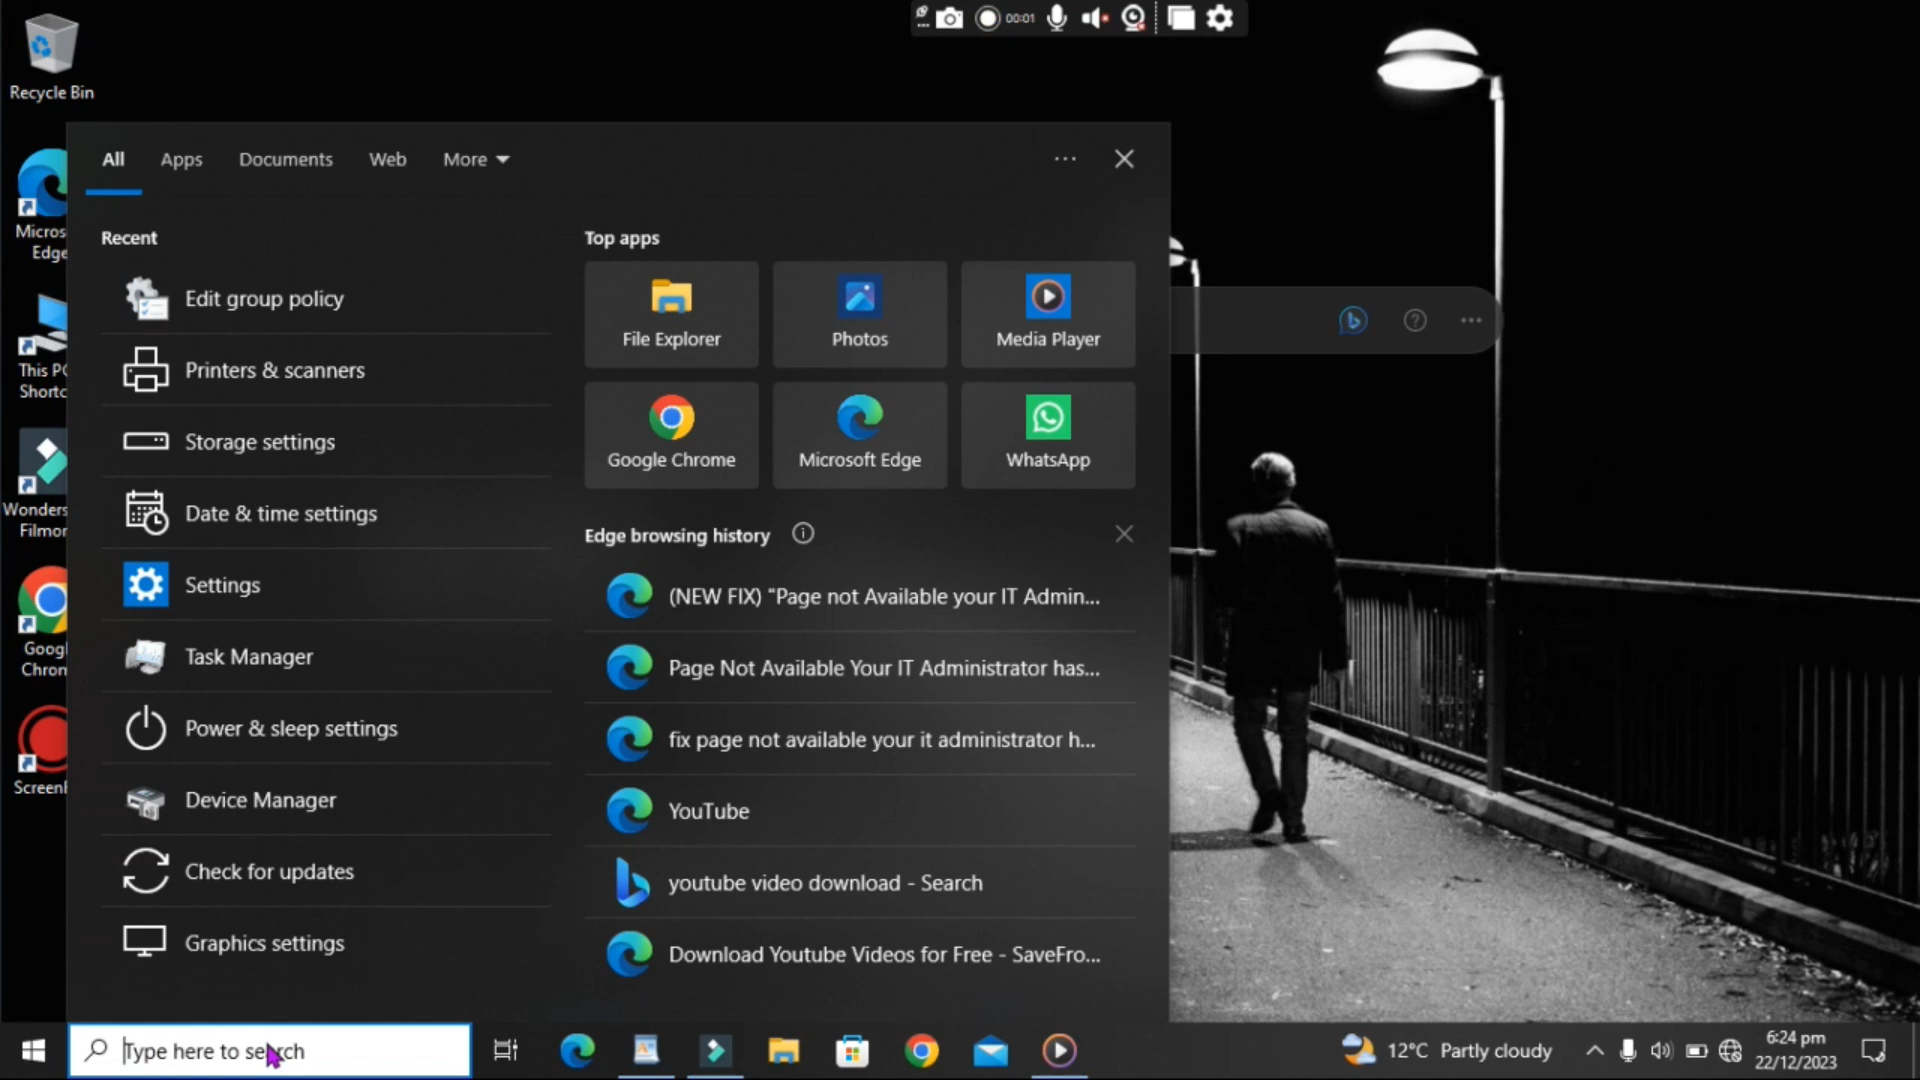 00:01
Recycle Bin
All Apps Documents Web More
Recent
Edit group policy
Printers & scanners
Storage settings
Date & time settings
Settings
Task Manager
Power & sleep settings
Device Manager
Check for updates
Graphics settings
Top apps
File Explorer Photos Media Player
Google Chrome Microsoft Edge WhatsApp
Edge browsing history
(NEW FIX) "Page not Available your IT Admin...
Page Not Available Your IT Administrator has...
fix page not available your it administrator h...
YouTube
youtube video download - Search
Download Youtube Videos for Free - SaveFro...
Micros
Edge
This PC
Shortc
Wonders
Filmor
Googl
Chrom
ScreenR
Type here to search
12°C Partly cloudy
6:24 pm
22/12/2023